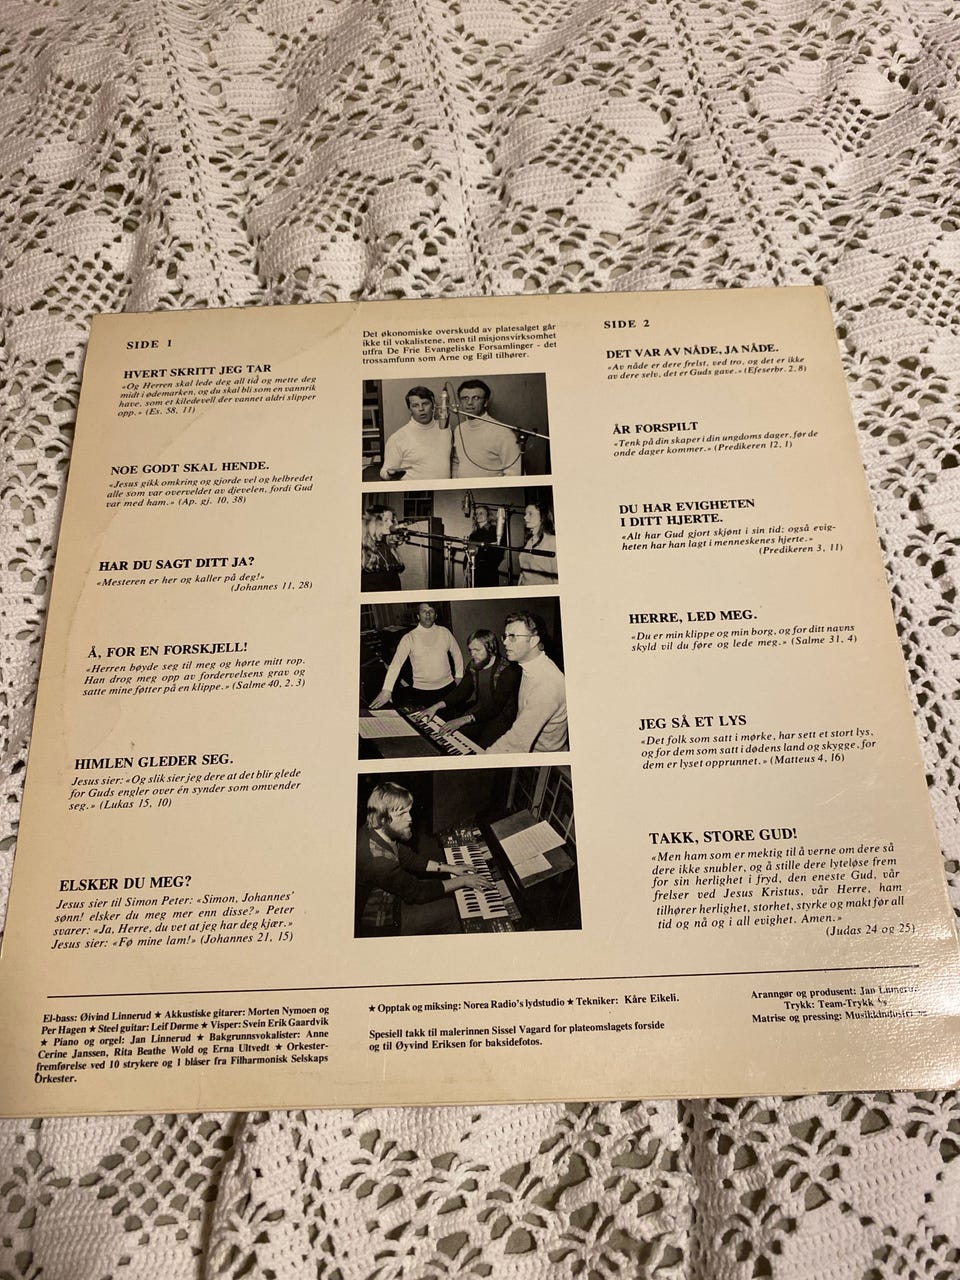 SIDE 1
HVERT SKRITT JEG TAR
«Og Herren skal lede deg all tid og mette deg
midt i ødemarken, og du skal bli som en vannrik
have, som et kildevell der vannet aldri slipper
opp.» (Es. 58, 11)
NOE GODT SKAL HENDE.
«Jesus gikk omkring og gjorde vel og helbredet
alle som var overveldet av djevelen, fordi Gud
var med ham.» (Ap. gj. 10, 38)
HAR DU SAGT DITT JA?
«Mesteren er her og kaller på deg!»
(Johannes 11, 28)
Å, FOR EN FORSKJELL!
«Herren bøyde seg til meg og hørte mitt rop.
Han drog meg opp av fordervelsens grav og
satte mine føtter på en klippe.» (Salme 40, 2. 3)
HIMLEN GLEDER SEG.
Jesus sier: «Og slik sier jeg dere at det blir glede
for Guds engler over én synder som omvender
seg.» (Lukas 15, 10)
ELSKER DU MEG?
Jesus sier til Simon Peter: «Simon, Johannes'
sønn! elsker du meg mer enn disse?» Peter
svarer: «Ja, Herre, du vet at jeg har deg kjær.»
Jesus sier: «Fø mine lam!» (Johannes 21, 15)
Det økonomiske overskudd av platesalget går
ikke til vokalistene, men til misjonsvirksomhet
utfra De Frie Evangeliske Forsamlinger - det
trossamfunn som Arne og Egil tilhører.
SIDE 2
DET VAR AV NÅDE, JA NÅDE.
«Av nåde er dere frelst, ved tro, og det er ikke
av dere selv, det er Guds gave.» (Efeserbr. 2, 8)
ÅR FORSPILT
«Tenk på din skaper i din ungdoms dager, før de
onde dager kommer.» (Predikeren 12, 1)
DU HAR EVIGHETEN
I DITT HJERTE.
«Alt har Gud gjort skjønt i sin tid; også evig-
heten har han lagt i menneskenes hjerte.»
(Predikeren 3, 11)
HERRE, LED MEG.
«Du er min klippe og min borg, og for ditt navns
skyld vil du føre og lede meg.» (Salme 31, 4)
JEG SÅ ET LYS
«Det folk som satt i mørke, har sett et stort lys,
og for dem som satt i dødens land og skygge, for
dem er lyset opprunnet.» (Matteus 4, 16)
TAKK, STORE GUD!
«Men ham som er mektig til å verne om dere så
dere ikke snubler, og å stille dere lyteløse frem
for sin herlighet i fryd, den eneste Gud, vår
frelser ved Jesus Kristus, vår Herre, ham
tilhører herlighet, storhet, styrke og makt før all
tid og nå og i all evighet. Amen.»
(Judas 24 og 25)
El-bass: Øivind Linnerud ★ Akkustiske gitarer: Morten Nymoen og
Per Hagen ★ Steel guitar: Leif Dørme ★ Visper: Svein Erik Gaardvik
★ Piano og orgel: Jan Linnerud ★ Bakgrunnsvokalister: Anne
Cerine Janssen, Rita Beathe Wold og Erna Ultvedt ★ Orkester-
fremførelse ved 10 strykere og 1 blåser fra Filharmonisk Selskaps
Orkester.
★ Opptak og miksing: Norea Radio's lydstudio ★ Tekniker: Kåre Eikeli.
Spesiell takk til malerinnen Sissel Vagard for plateomslagets forside
og til Øyvind Eriksen for baksidefotos.
Arranngør og produsent: Jan Linnerud
Trykk: Team-Trykk
Matrise og pressing: Musikkindustri